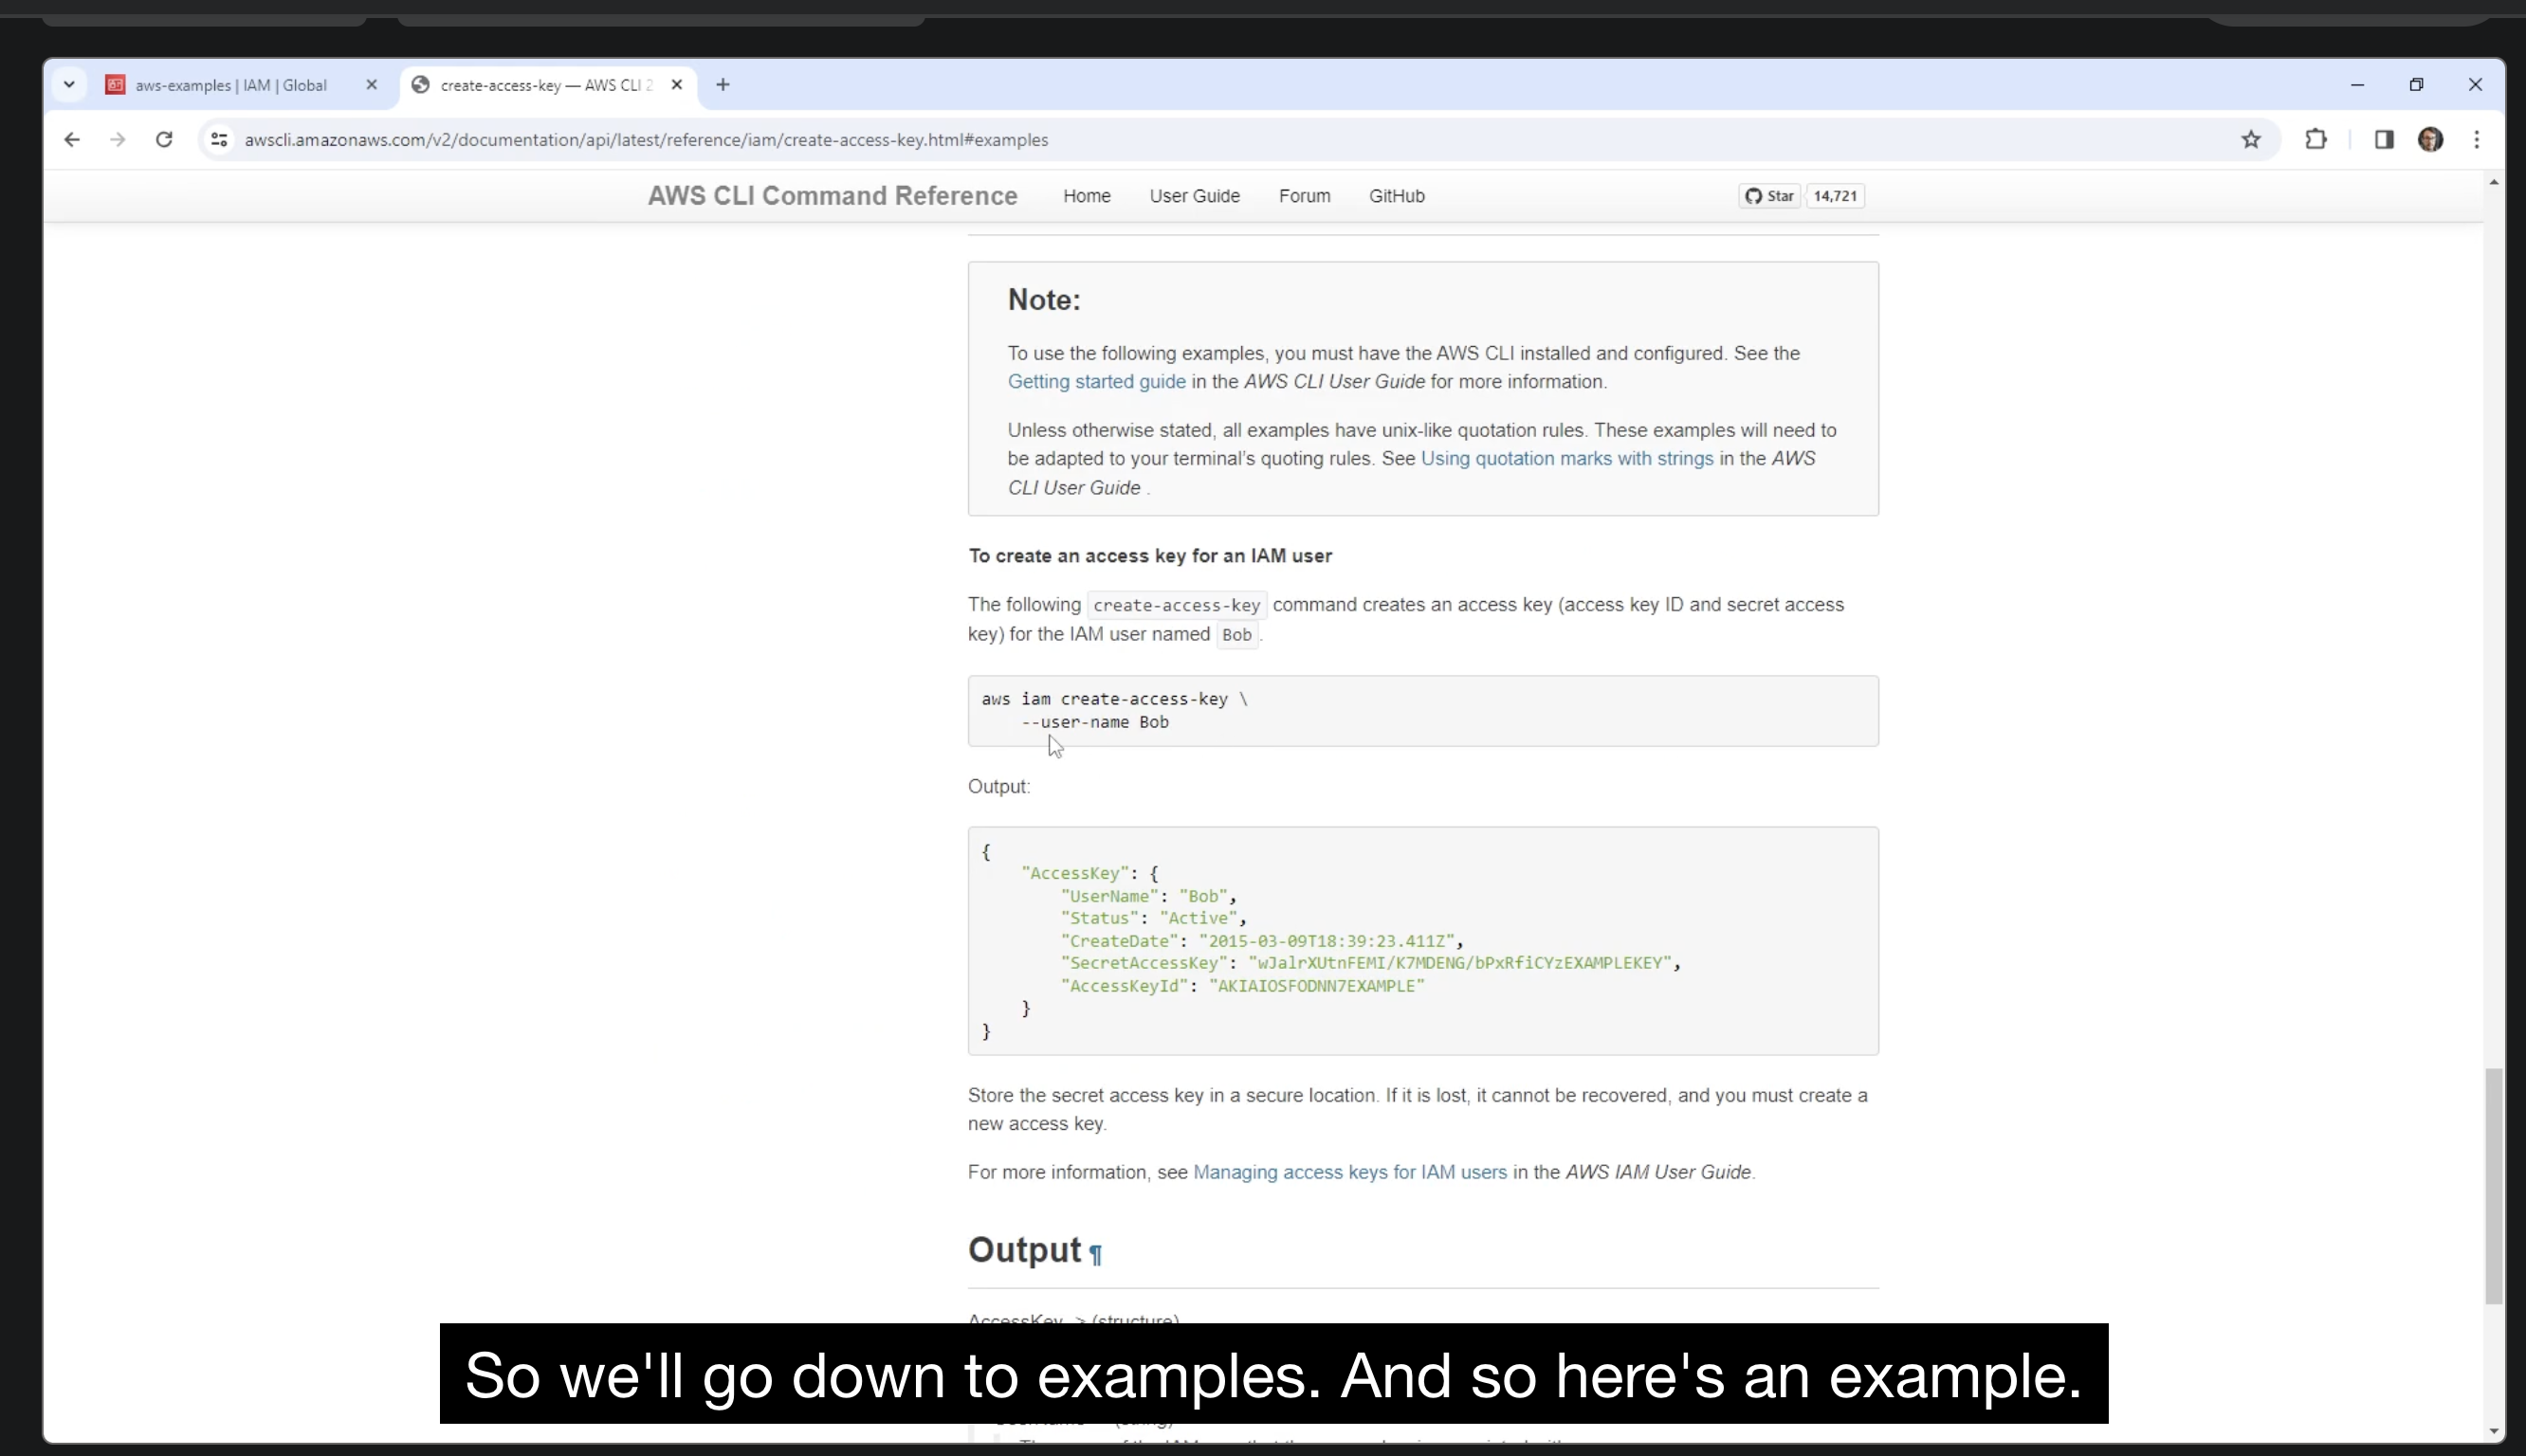 aws-examples | IAM | Global
create-access-key — AWS CLI 2
awscli.amazonaws.com/v2/documentation/api/latest/reference/iam/create-access-key.html#examples
AWS CLI Command Reference Home User Guide Forum GitHub Star 14,721
Note:
To use the following examples, you must have the AWS CLI installed and configured. See the
Getting started guide in the AWS CLI User Guide for more information.
Unless otherwise stated, all examples have unix-like quotation rules. These examples will need to
be adapted to your terminal's quoting rules. See Using quotation marks with strings in the AWS
CLI User Guide .
To create an access key for an IAM user
The following create-access-key command creates an access key (access key ID and secret access
key) for the IAM user named Bob.
aws iam create-access-key \
--user-name Bob
Output:
{
"AccessKey": {
"UserName": "Bob",
"Status": "Active",
"CreateDate": "2015-03-09T18:39:23.411Z",
"SecretAccessKey": "wJalrXUtnFEMI/K7MDENG/bPxRfiCYzEXAMPLEKEY",
"AccessKeyId": "AKIAIOSFODNN7EXAMPLE"
}
}
Store the secret access key in a secure location. If it is lost, it cannot be recovered, and you must create a
new access key.
For more information, see Managing access keys for IAM users in the AWS IAM User Guide.
Output ¶
AccessKey -> (structure)
So we'll go down to examples. And so here's an example.